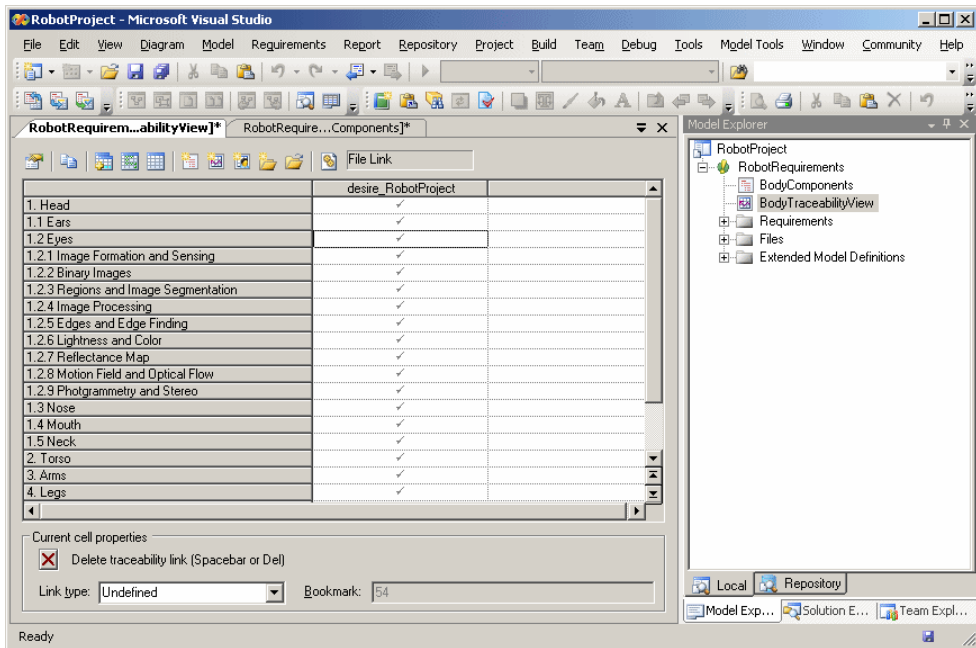 RobotProject - Microsoft Visual Studio
File Edit View Diagram Model Requirements Report Repository Project Build Team Debug Tools Model Tools Window Community Help
RobotRequirem...abilityView]* RobotRequire...Components]*
File Link
desire_RobotProject
1. Head
1.1 Ears
1.2 Eyes
1.2.1 Image Formation and Sensing
1.2.2 Binary Images
1.2.3 Regions and Image Segmentation
1.2.4 Image Processing
1.2.5 Edges and Edge Finding
1.2.6 Lightness and Color
1.2.7 Reflectance Map
1.2.8 Motion Field and Optical Flow
1.2.9 Photgrammetry and Stereo
1.3 Nose
1.4 Mouth
1.5 Neck
2. Torso
3. Arms
4. Legs
Current cell properties
Delete traceability link (Spacebar or Del)
Link type: Undefined Bookmark: 54
Model Explorer
RobotProject
RobotRequirements
BodyComponents
BodyTraceabilityView
Requirements
Files
Extended Model Definitions
Local Repository
Model Exp... Solution E... Team Expl...
Ready